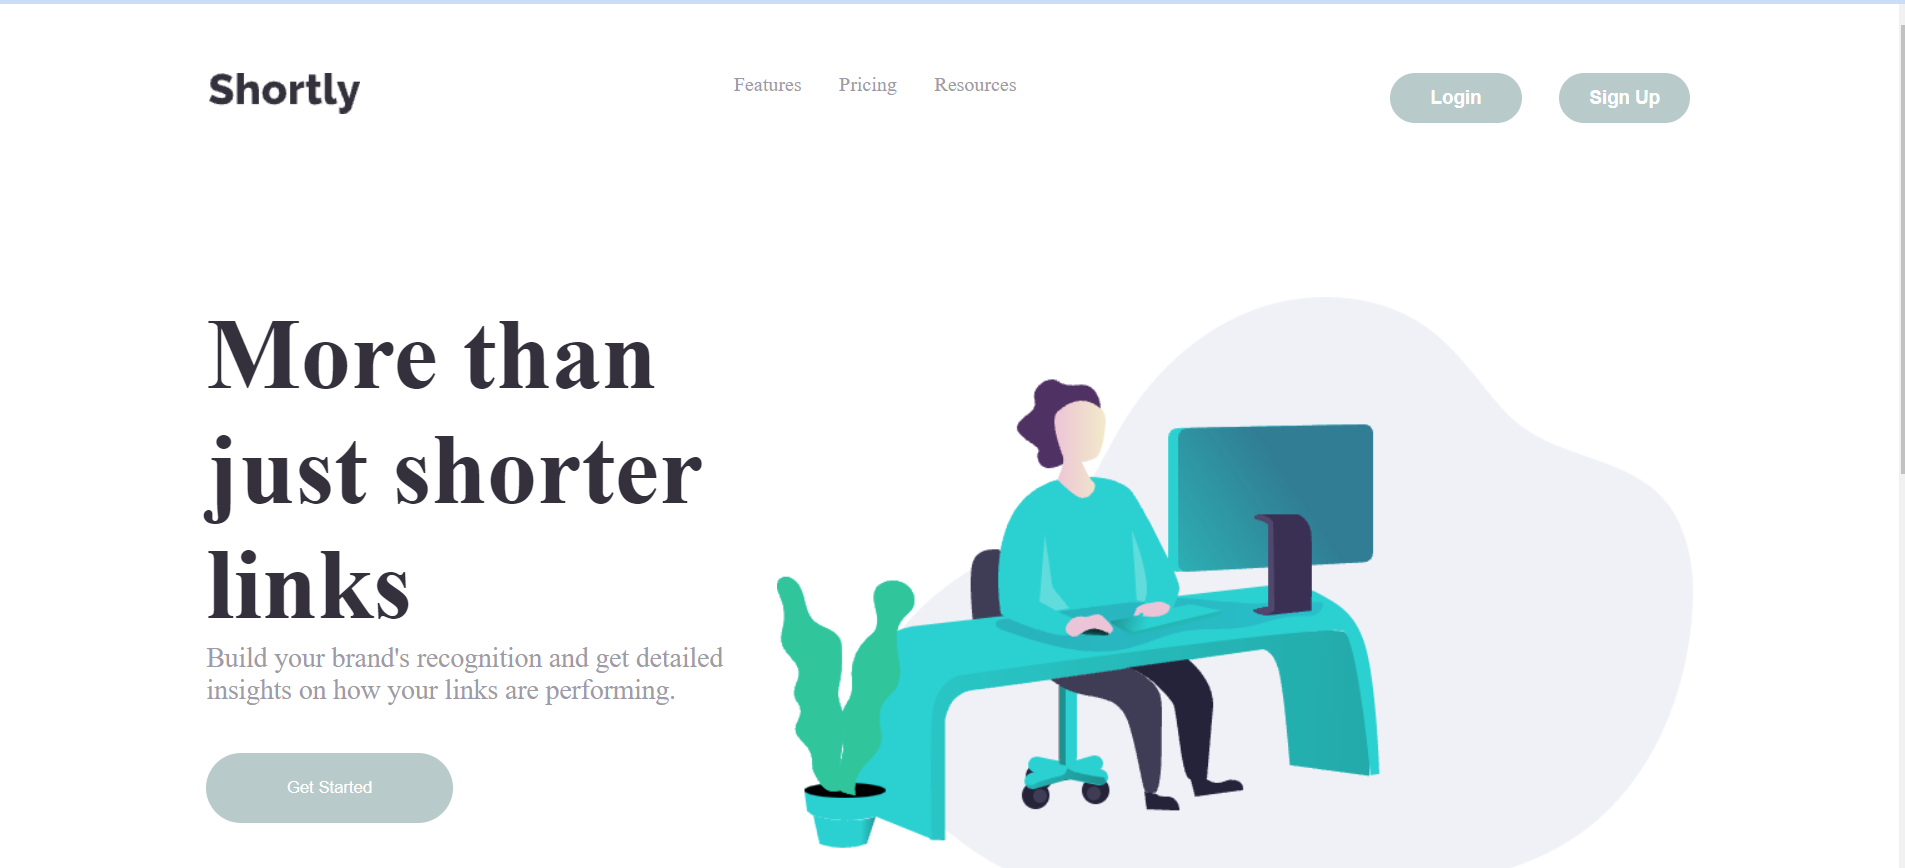 Shortly
Features Pricing Resources
Login Sign Up
More than
just shorter
links
Build your brand's recognition and get detailed
insights on how your links are performing.
Get Started